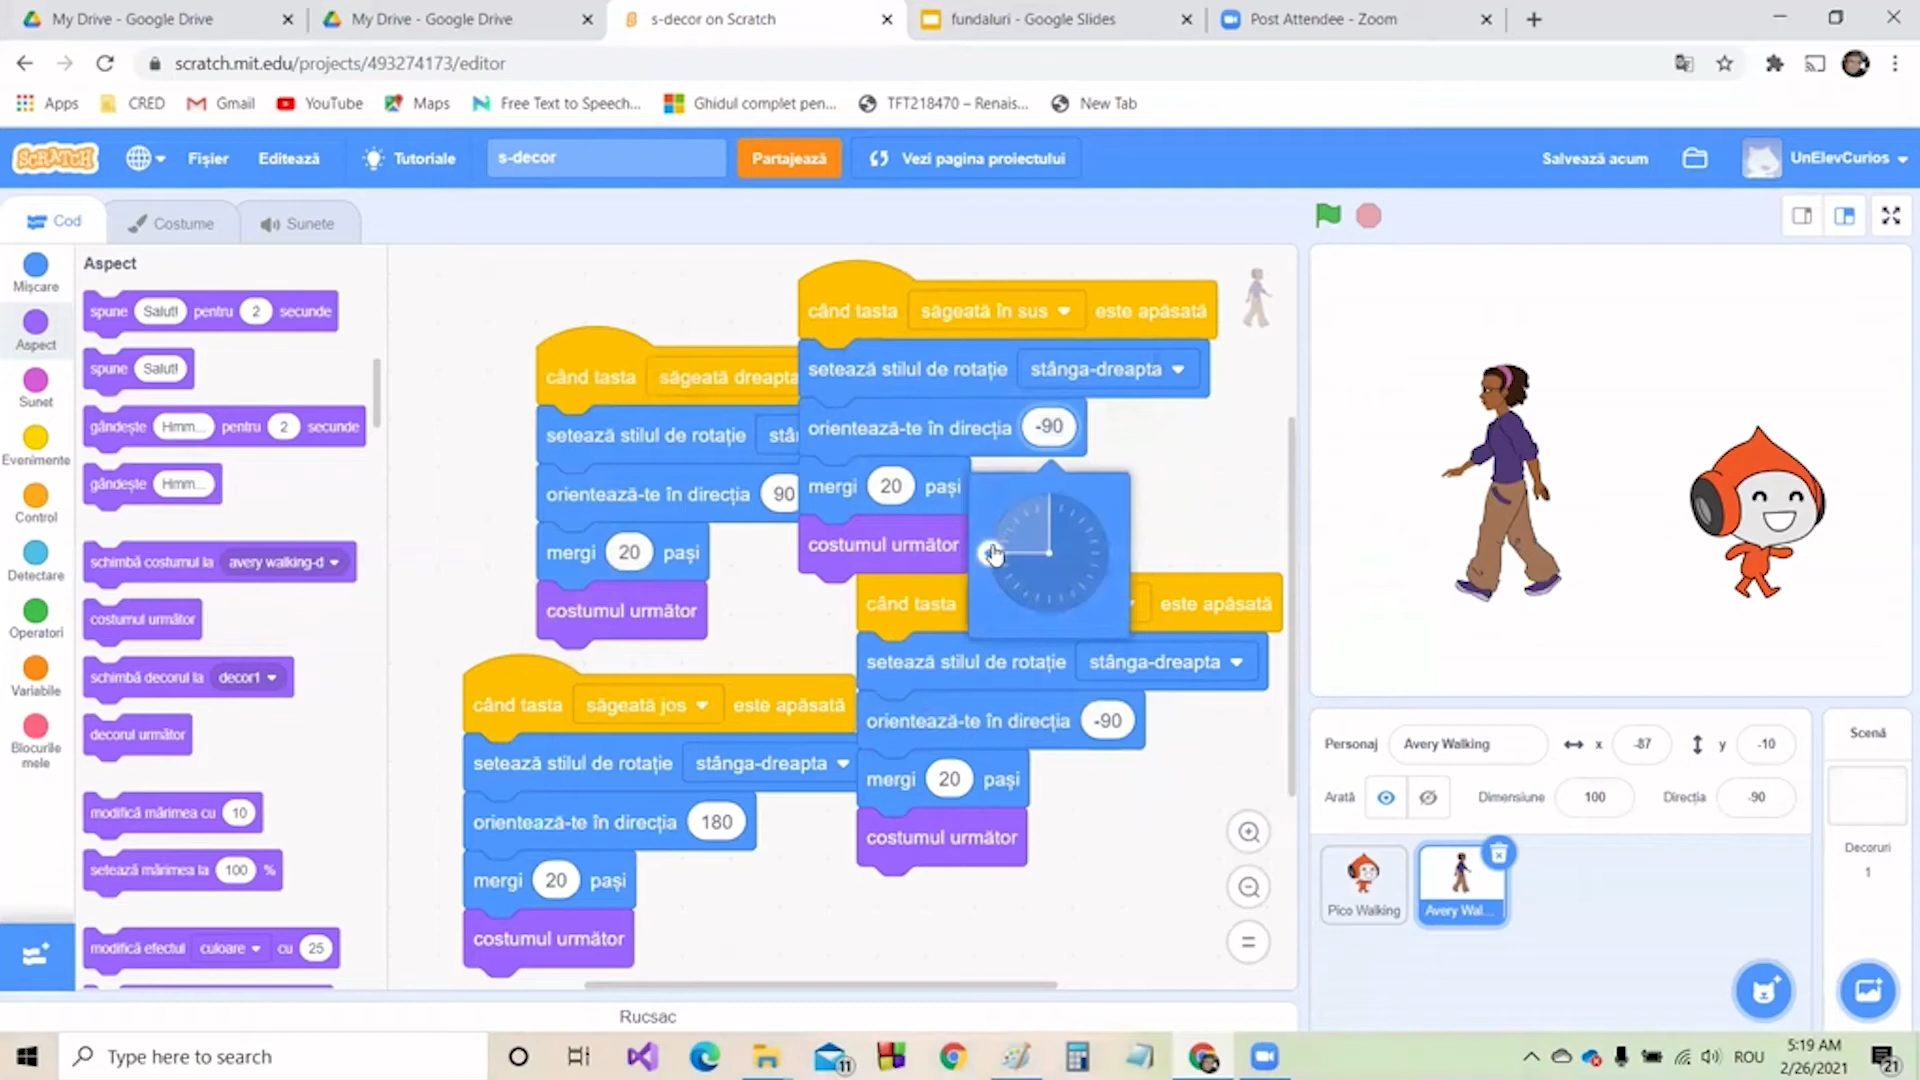 My Drive - Google Drive
My Drive - Google Drive
s-decor on Scratch
fundaluri - Google Slides
Post Attendee - Zoom
scratch.mit.edu/projects/493274173/editor
Apps
CRED
Gmail
YouTube
Maps
Free Text to Speech...
Ghidul complet pen...
TFT218470 – Renais...
New Tab
SCRATCH
Fișier
Editează
Tutoriale
s-decor
Partajează
Vezi pagina proiectului
Salvează acum
UnElevCurios
Cod
Costume
Sunete
Mișcare
Aspect
Sunet
Evenimente
Control
Detectare
Operatori
Variabile
Blocurile mele
Aspect
spune Salut! pentru 2 secunde
spune Salut!
gândește Hmm... pentru 2 secunde
gândește Hmm...
schimbă costumul la avery walking-d
costumul următor
schimbă decorul la decor1
decorul următor
modifică mărimea cu 10
setează mărimea la 100 %
modifică efectul culoare cu 25
când tasta săgeată dreapta
setează stilul de rotație stân
orientează-te în direcția 90
mergi 20 pași
costumul următor
când tasta săgeată în sus este apăsată
setează stilul de rotație stânga-dreapta
orientează-te în direcția -90
mergi 20 pași
costumul următor
când tasta săgeată jos este apăsată
setează stilul de rotație stânga-dreapta
orientează-te în direcția 180
mergi 20 pași
costumul următor
când tasta este apăsată
setează stilul de rotație stânga-dreapta
orientează-te în direcția -90
mergi 20 pași
costumul următor
Rucsac
Personaj Avery Walking x -87 y -10
Arată Dimensiune 100 Direcția -90
Pico Walking
Avery Wal...
Scenă
Decoruri
1
Type here to search
11
ROU
5:19 AM
2/26/2021
21